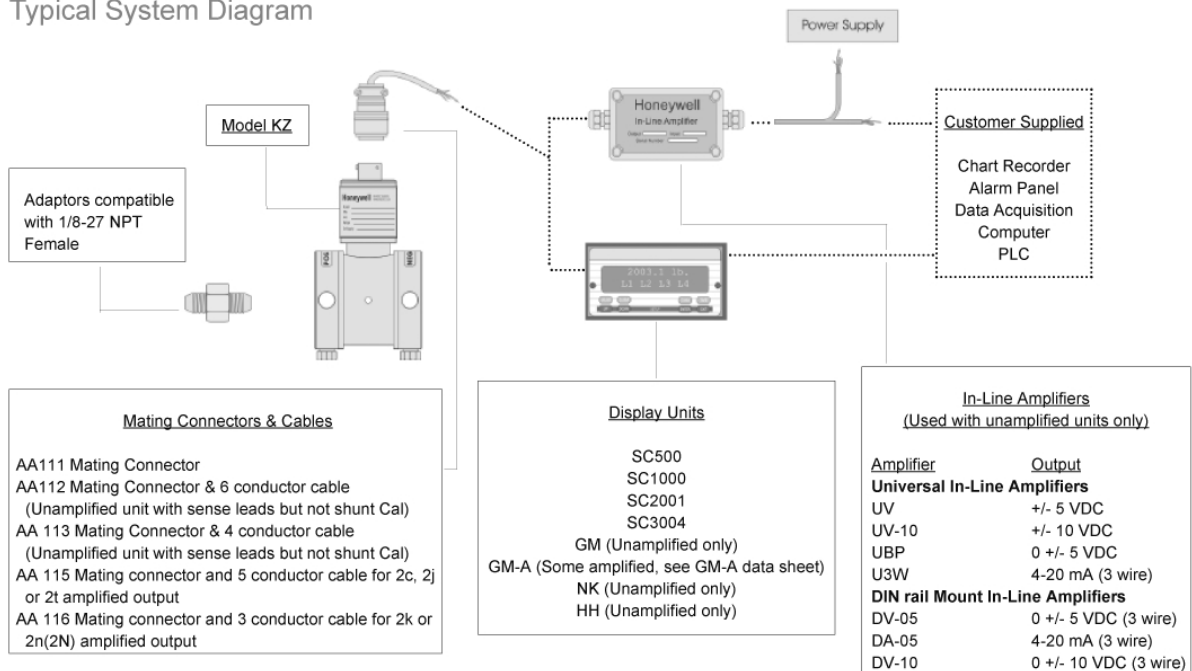 Typical System Diagram
Power Supply
Model KZ
Honeywell
In-Line Amplifier
Customer Supplied
Chart Recorder
Alarm Panel
Data Acquisition
Computer
PLC
Adaptors compatible
with 1/8-27 NPT
Female
Honeywell
POS
NEG
2003.1 lb.
L1 L2 L3 L4
Mating Connectors & Cables
AA111 Mating Connector
AA112 Mating Connector & 6 conductor cable
(Unamplified unit with sense leads but not shunt Cal)
AA 113 Mating Connector & 4 conductor cable
(Unamplified unit with sense leads but not shunt Cal)
AA 115 Mating connector and 5 conductor cable for 2c, 2j
or 2t amplified output
AA 116 Mating connector and 3 conductor cable for 2k or
2n(2N) amplified output
Display Units
SC500
SC1000
SC2001
SC3004
GM (Unamplified only)
GM-A (Some amplified, see GM-A data sheet)
NK (Unamplified only)
HH (Unamplified only)
In-Line Amplifiers
(Used with unamplified units only)
Amplifier Output
Universal In-Line Amplifiers
UV +/- 5 VDC
UV-10 +/- 10 VDC
UBP 0 +/- 5 VDC
U3W 4-20 mA (3 wire)
DIN rail Mount In-Line Amplifiers
DV-05 0 +/- 5 VDC (3 wire)
DA-05 4-20 mA (3 wire)
DV-10 0 +/- 10 VDC (3 wire)